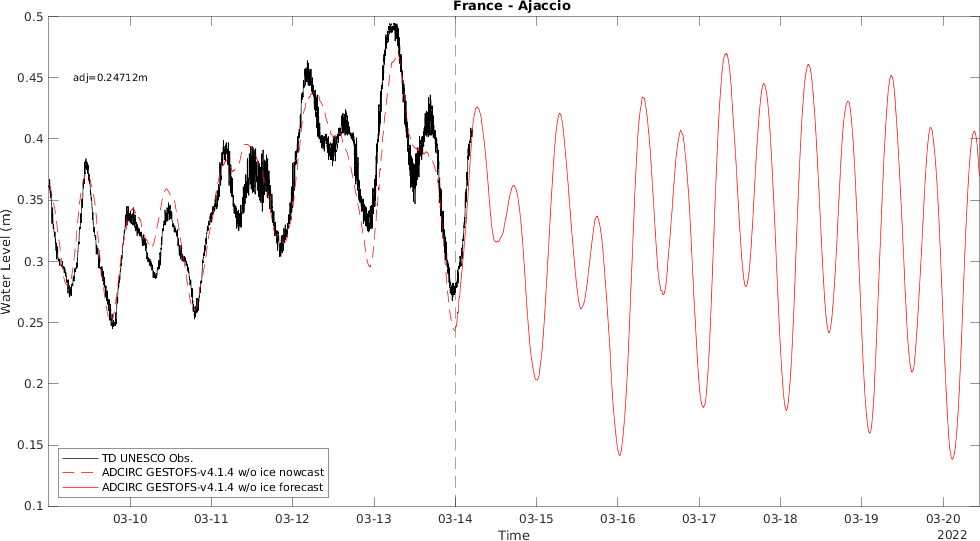 France - Ajaccio
0.5
0.45
0.4
0.35
0.3
0.25
0.2
0.15
0.1
Water Level (m)
adj=0.24712m
TD UNESCO Obs.
ADCIRC GESTOFS-v4.1.4 w/o ice nowcast
ADCIRC GESTOFS-v4.1.4 w/o ice forecast
03-10 03-11 03-12 03-13 03-14 03-15 03-16 03-17 03-18 03-19 03-20
Time
2022